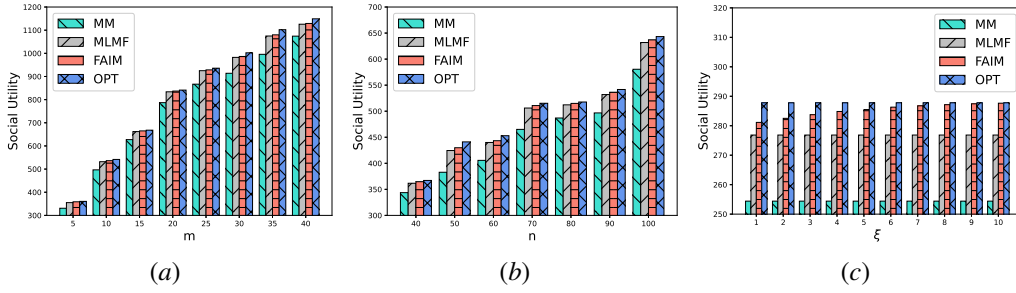 1200
1100
1000
900
800
700
600
500
400
300
Social Utility
MM
MLMF
FAIM
OPT
5 10 15 20 25 30 35 40
m
(a)
700
650
600
550
500
450
400
350
300
Social Utility
MM
MLMF
FAIM
OPT
40 50 60 70 80 90 100
n
(b)
320
310
300
290
280
270
260
250
Social Utility
MM
MLMF
FAIM
OPT
1 2 3 4 5 6 7 8 9 10
ξ
(c)